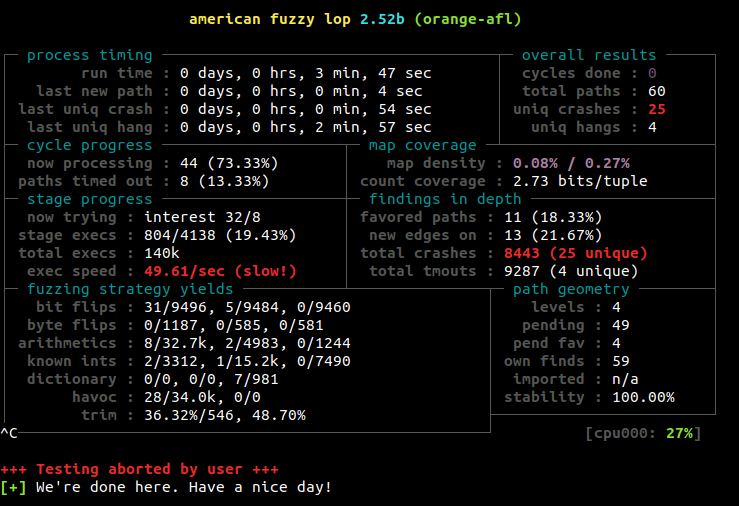 american fuzzy lop 2.52b (orange-afl)
process timing overall results
run time : 0 days, 0 hrs, 3 min, 47 sec cycles done : 0
last new path : 0 days, 0 hrs, 0 min, 4 sec total paths : 60
last uniq crash : 0 days, 0 hrs, 0 min, 54 sec uniq crashes : 25
last uniq hang : 0 days, 0 hrs, 2 min, 57 sec uniq hangs : 4
cycle progress map coverage
now processing : 44 (73.33%) map density : 0.08% / 0.27%
paths timed out : 8 (13.33%) count coverage : 2.73 bits/tuple
stage progress findings in depth
now trying : interest 32/8 favored paths : 11 (18.33%)
stage execs : 804/4138 (19.43%) new edges on : 13 (21.67%)
total execs : 140k total crashes : 8443 (25 unique)
exec speed : 49.61/sec (slow!) total tmouts : 9287 (4 unique)
fuzzing strategy yields path geometry
bit flips : 31/9496, 5/9484, 0/9460 levels : 4
byte flips : 0/1187, 0/585, 0/581 pending : 49
arithmetics : 8/32.7k, 2/4983, 0/1244 pend fav : 4
known ints : 2/3312, 1/15.2k, 0/7490 own finds : 59
dictionary : 0/0, 0/0, 7/981 imported : n/a
havoc : 28/34.0k, 0/0 stability : 100.00%
trim : 36.32%/546, 48.70%
^C [cpu000: 27%]
+++ Testing aborted by user +++
[+] We're done here. Have a nice day!